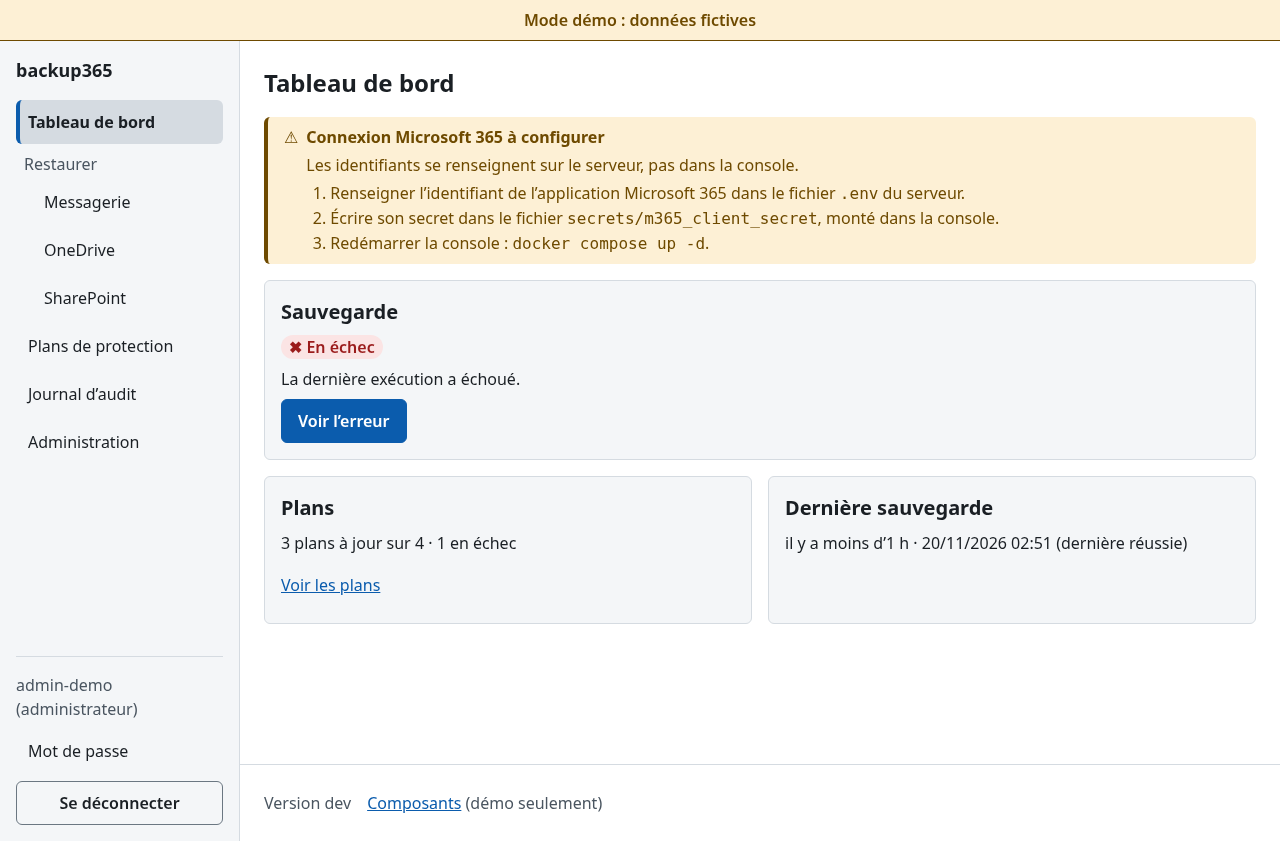 Mode démo : données fictives
backup365
Tableau de bord
Restaurer
Messagerie
OneDrive
SharePoint
Plans de protection
Journal d’audit
Administration
admin-demo
(administrateur)
Mot de passe
Se déconnecter
Tableau de bord
⚠ Connexion Microsoft 365 à configurer
Les identifiants se renseignent sur le serveur, pas dans la console.
1. Renseigner l’identifiant de l’application Microsoft 365 dans le fichier .env du serveur.
2. Écrire son secret dans le fichier secrets/m365_client_secret, monté dans la console.
3. Redémarrer la console : docker compose up -d.
Sauvegarde
✖ En échec
La dernière exécution a échoué.
Voir l’erreur
Plans
3 plans à jour sur 4 · 1 en échec
Voir les plans
Dernière sauvegarde
il y a moins d’1 h · 20/11/2026 02:51 (dernière réussie)
Version dev Composants (démo seulement)